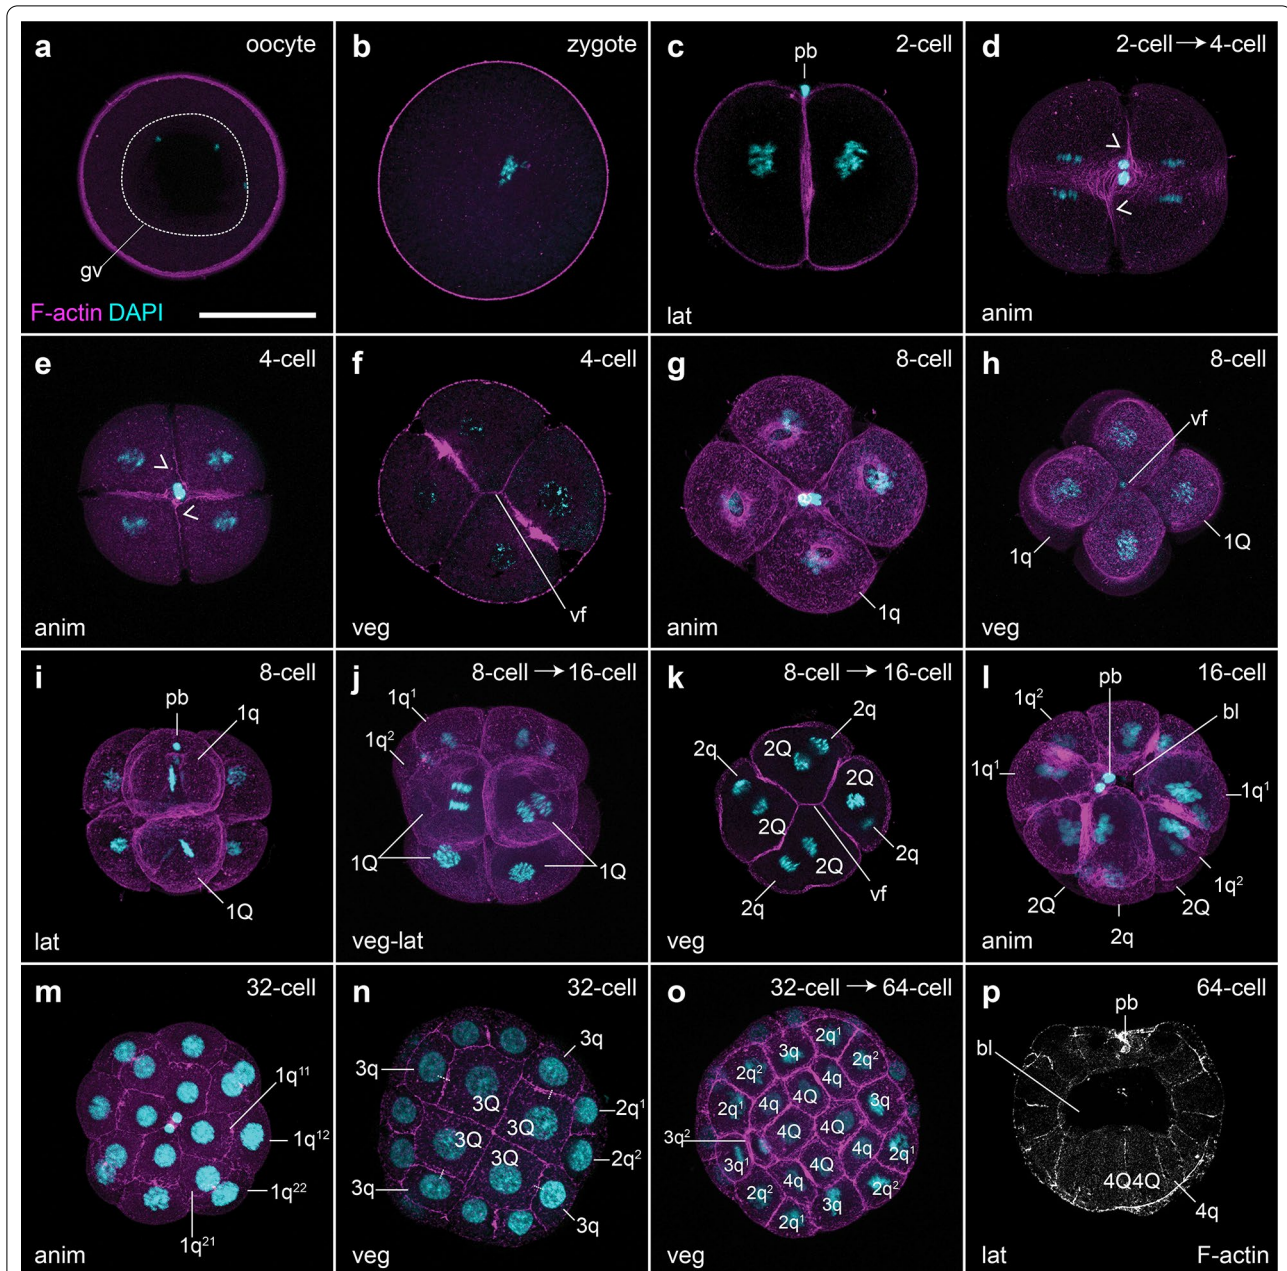 a oocyte
gv
F-actin DAPI
b zygote
c 2-cell
pb
lat
d 2-cell → 4-cell
anim
e 4-cell
anim
f 4-cell
vf
veg
g 8-cell
1q
anim
h 8-cell
vf
1q 1Q
veg
i 8-cell
pb 1q
1Q
lat
j 8-cell → 16-cell
1q¹
1q²
1Q 1Q
veg-lat
k 8-cell → 16-cell
2q
2q 2Q
2Q
2Q
2Q 2q
2q vf
veg
l 16-cell
pb
1q² bl
1q¹ 1q¹
1q²
2Q 2Q
2q
anim
m 32-cell
1q¹¹
1q¹²
1q²²
1q²¹
anim
n 32-cell
3q
3q
3Q 2q¹
3Q
3Q 2q²
3Q
3q
3q
veg
o 32-cell → 64-cell
2q¹
3q 2q²
2q² 4q
4q 4Q 3q
2q¹
4Q 4Q
3q² 4q 2q¹
3q¹ 4Q
4q 4q
2q² 3q 2q²
2q¹
veg
p 64-cell
pb
bl
4Q4Q
4q
lat F-actin